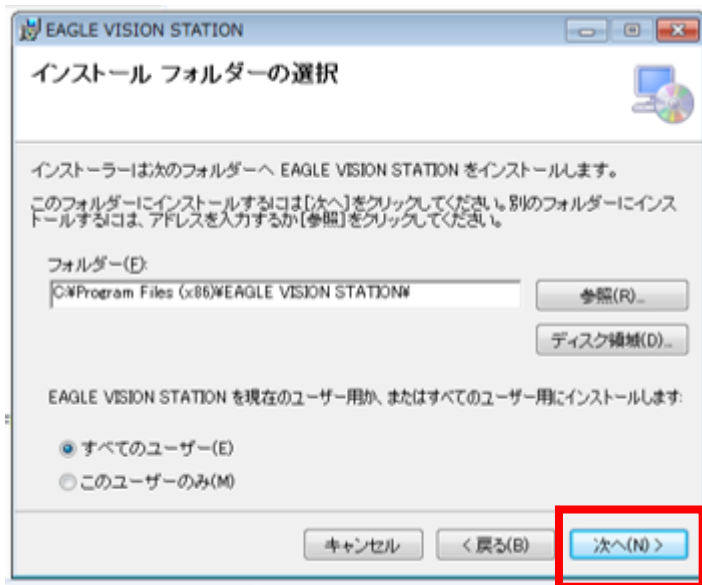 EAGLE VISION STATION
インストール フォルダーの選択
インストーラーは次のフォルダーへ EAGLE VISION STATION をインストールします。
このフォルダーにインストールするには[次へ]をクリックしてください。別のフォルダーにインス
トールするには、アドレスを入力するか[参照]をクリックしてください。
フォルダー(F):
C:¥Program Files (x86)¥EAGLE VISION STATION¥
参照(R)...
ディスク領域(D)...
EAGLE VISION STATION を現在のユーザー用か、またはすべてのユーザー用にインストールします:
すべてのユーザー(E)
このユーザーのみ(M)
キャンセル
< 戻る(B)
次へ(N) >